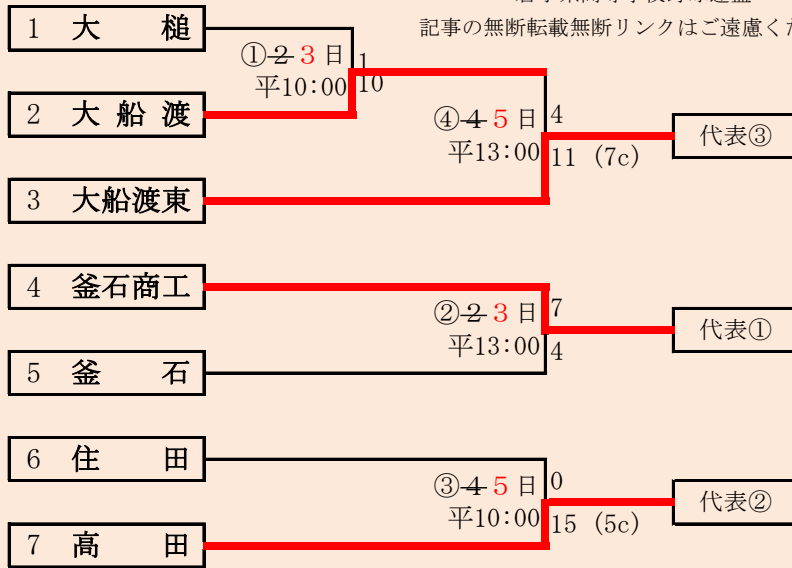 記事の無断転載無断リンクはご遠慮くだ
1 大 槌
①2 3 日 1
平10:00 10
2 大 船 渡
④4 5 日 4
平13:00 11 (7c)
代表③
3 大船渡東
4 釜石商工
②2 3 日 7
平13:00 4
代表①
5 釜 石
6 住 田
③4 5 日 0
平10:00 15 (5c)
代表②
7 高 田